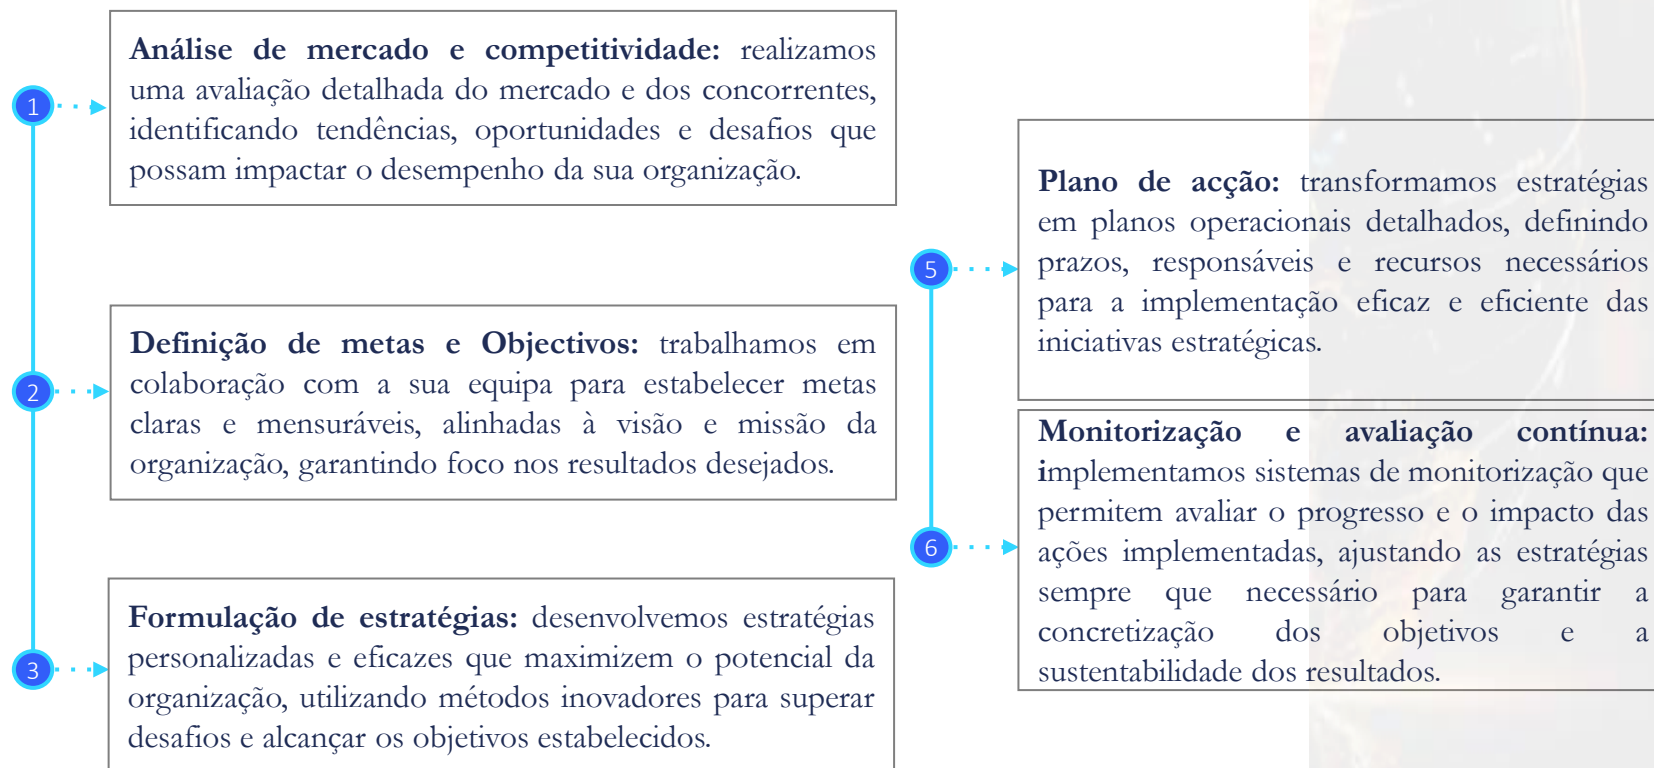 1
Análise de mercado e competitividade: realizamos
uma avaliação detalhada do mercado e dos concorrentes,
identificando tendências, oportunidades e desafios que
possam impactar o desempenho da sua organização.
2
Definição de metas e Objectivos: trabalhamos em
colaboração com a sua equipa para estabelecer metas
claras e mensuráveis, alinhadas à visão e missão da
organização, garantindo foco nos resultados desejados.
3
Formulação de estratégias: desenvolvemos estratégias
personalizadas e eficazes que maximizem o potencial da
organização, utilizando métodos inovadores para superar
desafios e alcançar os objetivos estabelecidos.
5
Plano de acção: transformamos estratégias
em planos operacionais detalhados, definindo
prazos, responsáveis e recursos necessários
para a implementação eficaz e eficiente das
iniciativas estratégicas.
6
Monitorização e avaliação contínua:
implementamos sistemas de monitorização que
permitem avaliar o progresso e o impacto das
ações implementadas, ajustando as estratégias
sempre que necessário para garantir a
concretização dos objetivos e a
sustentabilidade dos resultados.